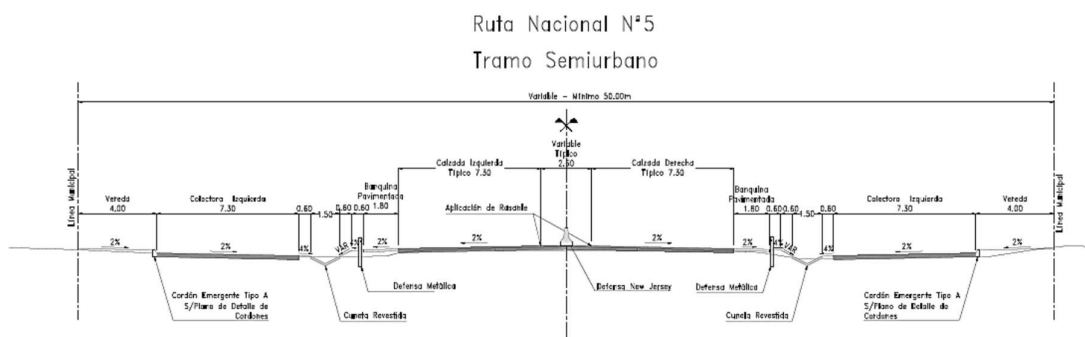 Ruta Nacional Nª5
Tramo Semiurbano
Variable - Mínimo 50.00m
Línea Municipal
Vereda
4.00
Colectora Izquierda
7.30
0.60
1.50
0.60
0.60
Banquina
Pavimentada
1.80
Calzada Izquierda
Típico 7.30
Variable
Típico
Calzada Derecha
Típico 7.30
Banquina
Pavimentada
1.80
0.60
0.60
1.50
0.60
Colectora Izquierda
7.30
Vereda
4.00
Línea Municipal
Aplicación de Rasante
2%
2%
4%
VAR
4%
2%
2%
2%
2%
4%
VAR
4%
2%
2%
Cordón Emergente Tipo A
S/Plano de Detalle de
Cordones
Cuneta Revestida
Defensa Metálica
Defensa New Jersey
Defensa Metálica
Cuneta Revestida
Cordón Emergente Tipo A
S/Plano de Detalle de
Cordones